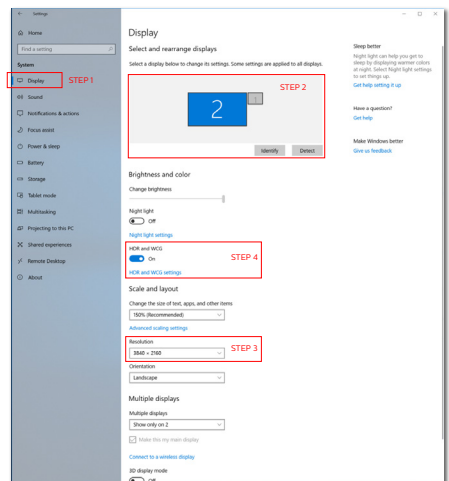 Settings
Home
Find a setting
System
Display
STEP 1
Sound
Notifications & actions
Focus assist
Power & sleep
Battery
Storage
Tablet mode
Multitasking
Projecting to this PC
Shared experiences
Remote Desktop
About
Display
Select and rearrange displays
Select a display below to change its settings. Some settings are applied to all displays.
STEP 2
2
1
Identify
Detect
Brightness and color
Change brightness
Night light
Off
Night light settings
HDR and WCG
On
STEP 4
HDR and WCG settings
Scale and layout
Change the size of text, apps, and other items
150% (Recommended)
Advanced scaling settings
Resolution
3840 × 2160
STEP 3
Orientation
Landscape
Multiple displays
Multiple displays
Show only on 2
Make this my main display
Connect to a wireless display
3D display mode
Off
Sleep better
Night light can help you get to
sleep by displaying warmer colors
at night. Select Night light settings
to set things up.
Get help setting it up
Have a question?
Get help
Make Windows better
Give us feedback